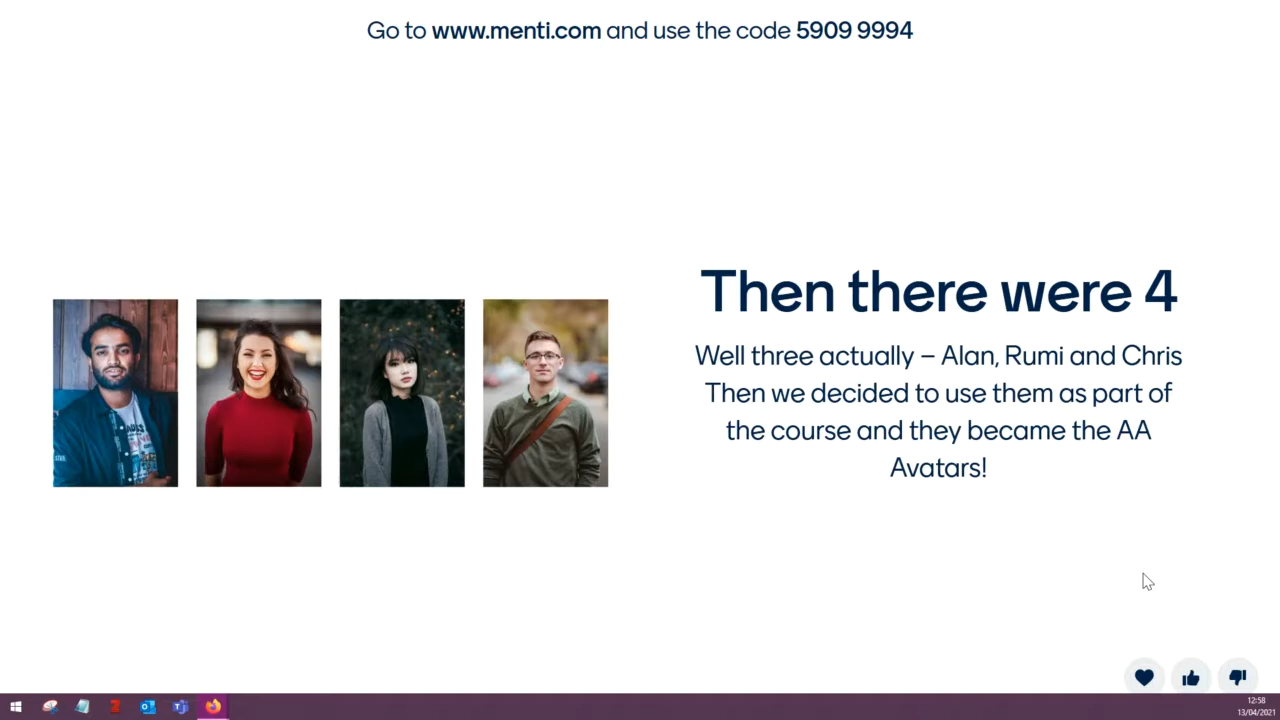 Go to www.menti.com and use the code 5909 9994
Then there were 4
Well three actually – Alan, Rumi and Chris
Then we decided to use them as part of
the course and they became the AA
Avatars!
12:58
13/04/2021